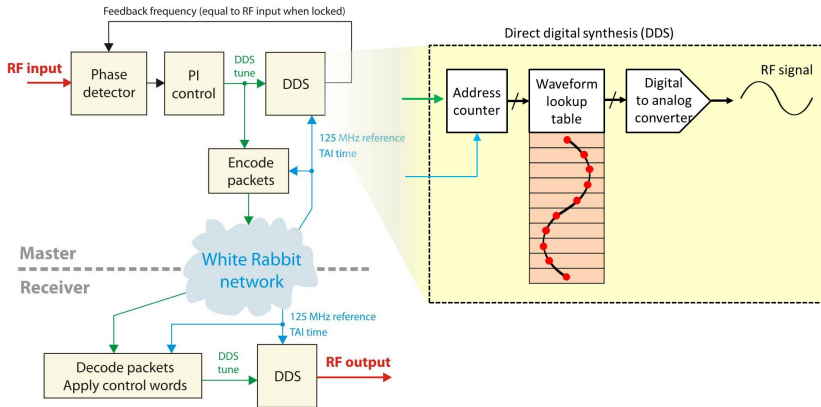 Feedback frequency (equal to RF input when locked)
RF input
Phase
detector
PI
control
DDS
tune
DDS
125 MHz reference
TAI time
Encode
packets
White Rabbit
network
Master
Receiver
125 MHz reference
TAI time
Decode packets
Apply control words
DDS
tune
DDS
RF output
Direct digital synthesis (DDS)
Address
counter
Waveform
lookup
table
Digital
to analog
converter
RF signal